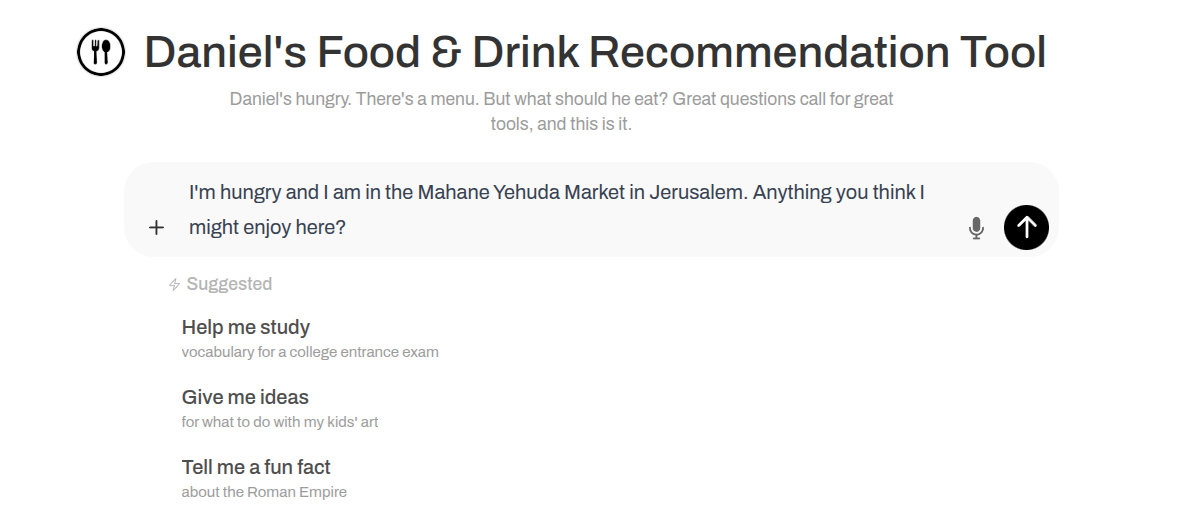 Daniel's Food & Drink Recommendation Tool
Daniel's hungry. There's a menu. But what should he eat? Great questions call for great
tools, and this is it.
I'm hungry and I am in the Mahane Yehuda Market in Jerusalem. Anything you think I
might enjoy here?
Suggested
Help me study
vocabulary for a college entrance exam
Give me ideas
for what to do with my kids' art
Tell me a fun fact
about the Roman Empire